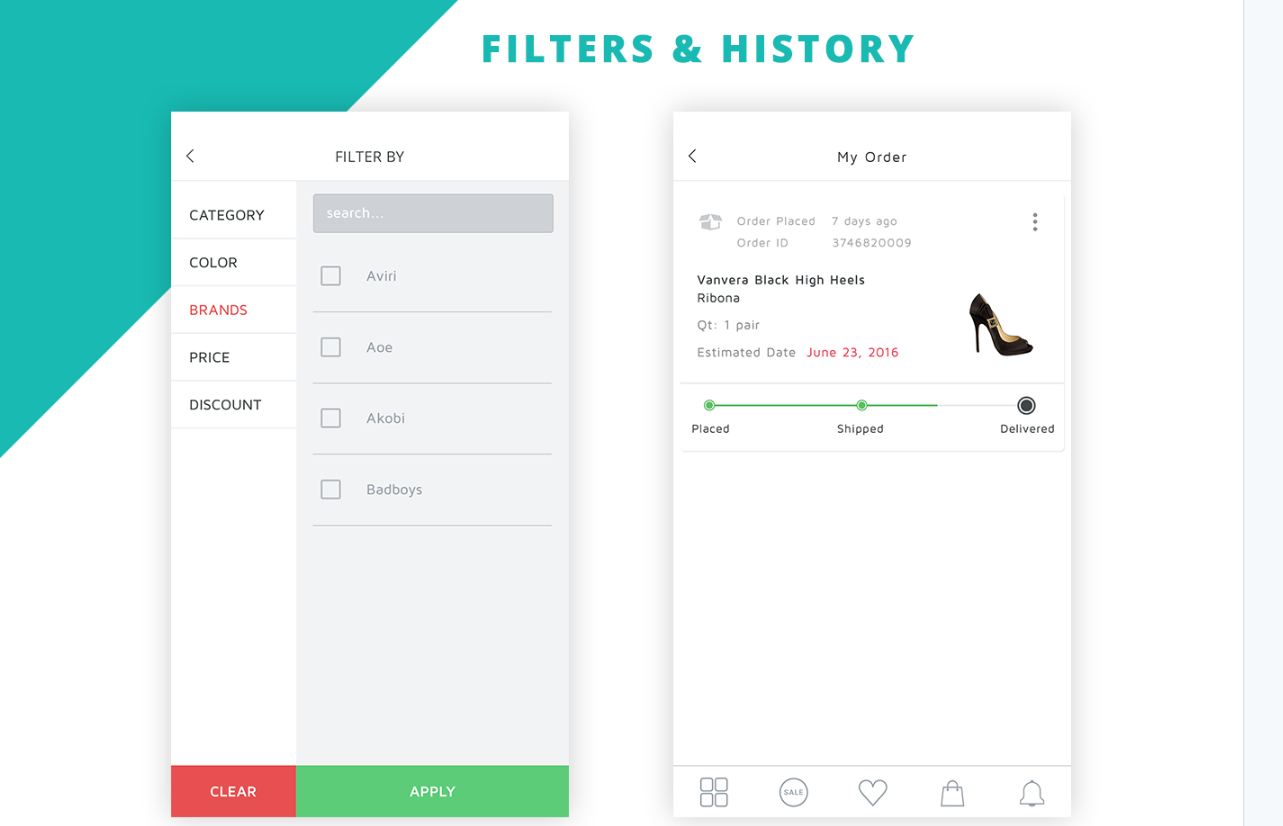 FILTERS & HISTORY
FILTER BY
CATEGORY
COLOR
BRANDS
PRICE
DISCOUNT
search...
Aviri
Aoe
Akobi
Badboys
CLEAR
APPLY
My Order
Order Placed 7 days ago
Order ID 3746820009
Vanvera Black High Heels
Ribona
Qt: 1 pair
Estimated Date June 23, 2016
Placed
Shipped
Delivered
SALE